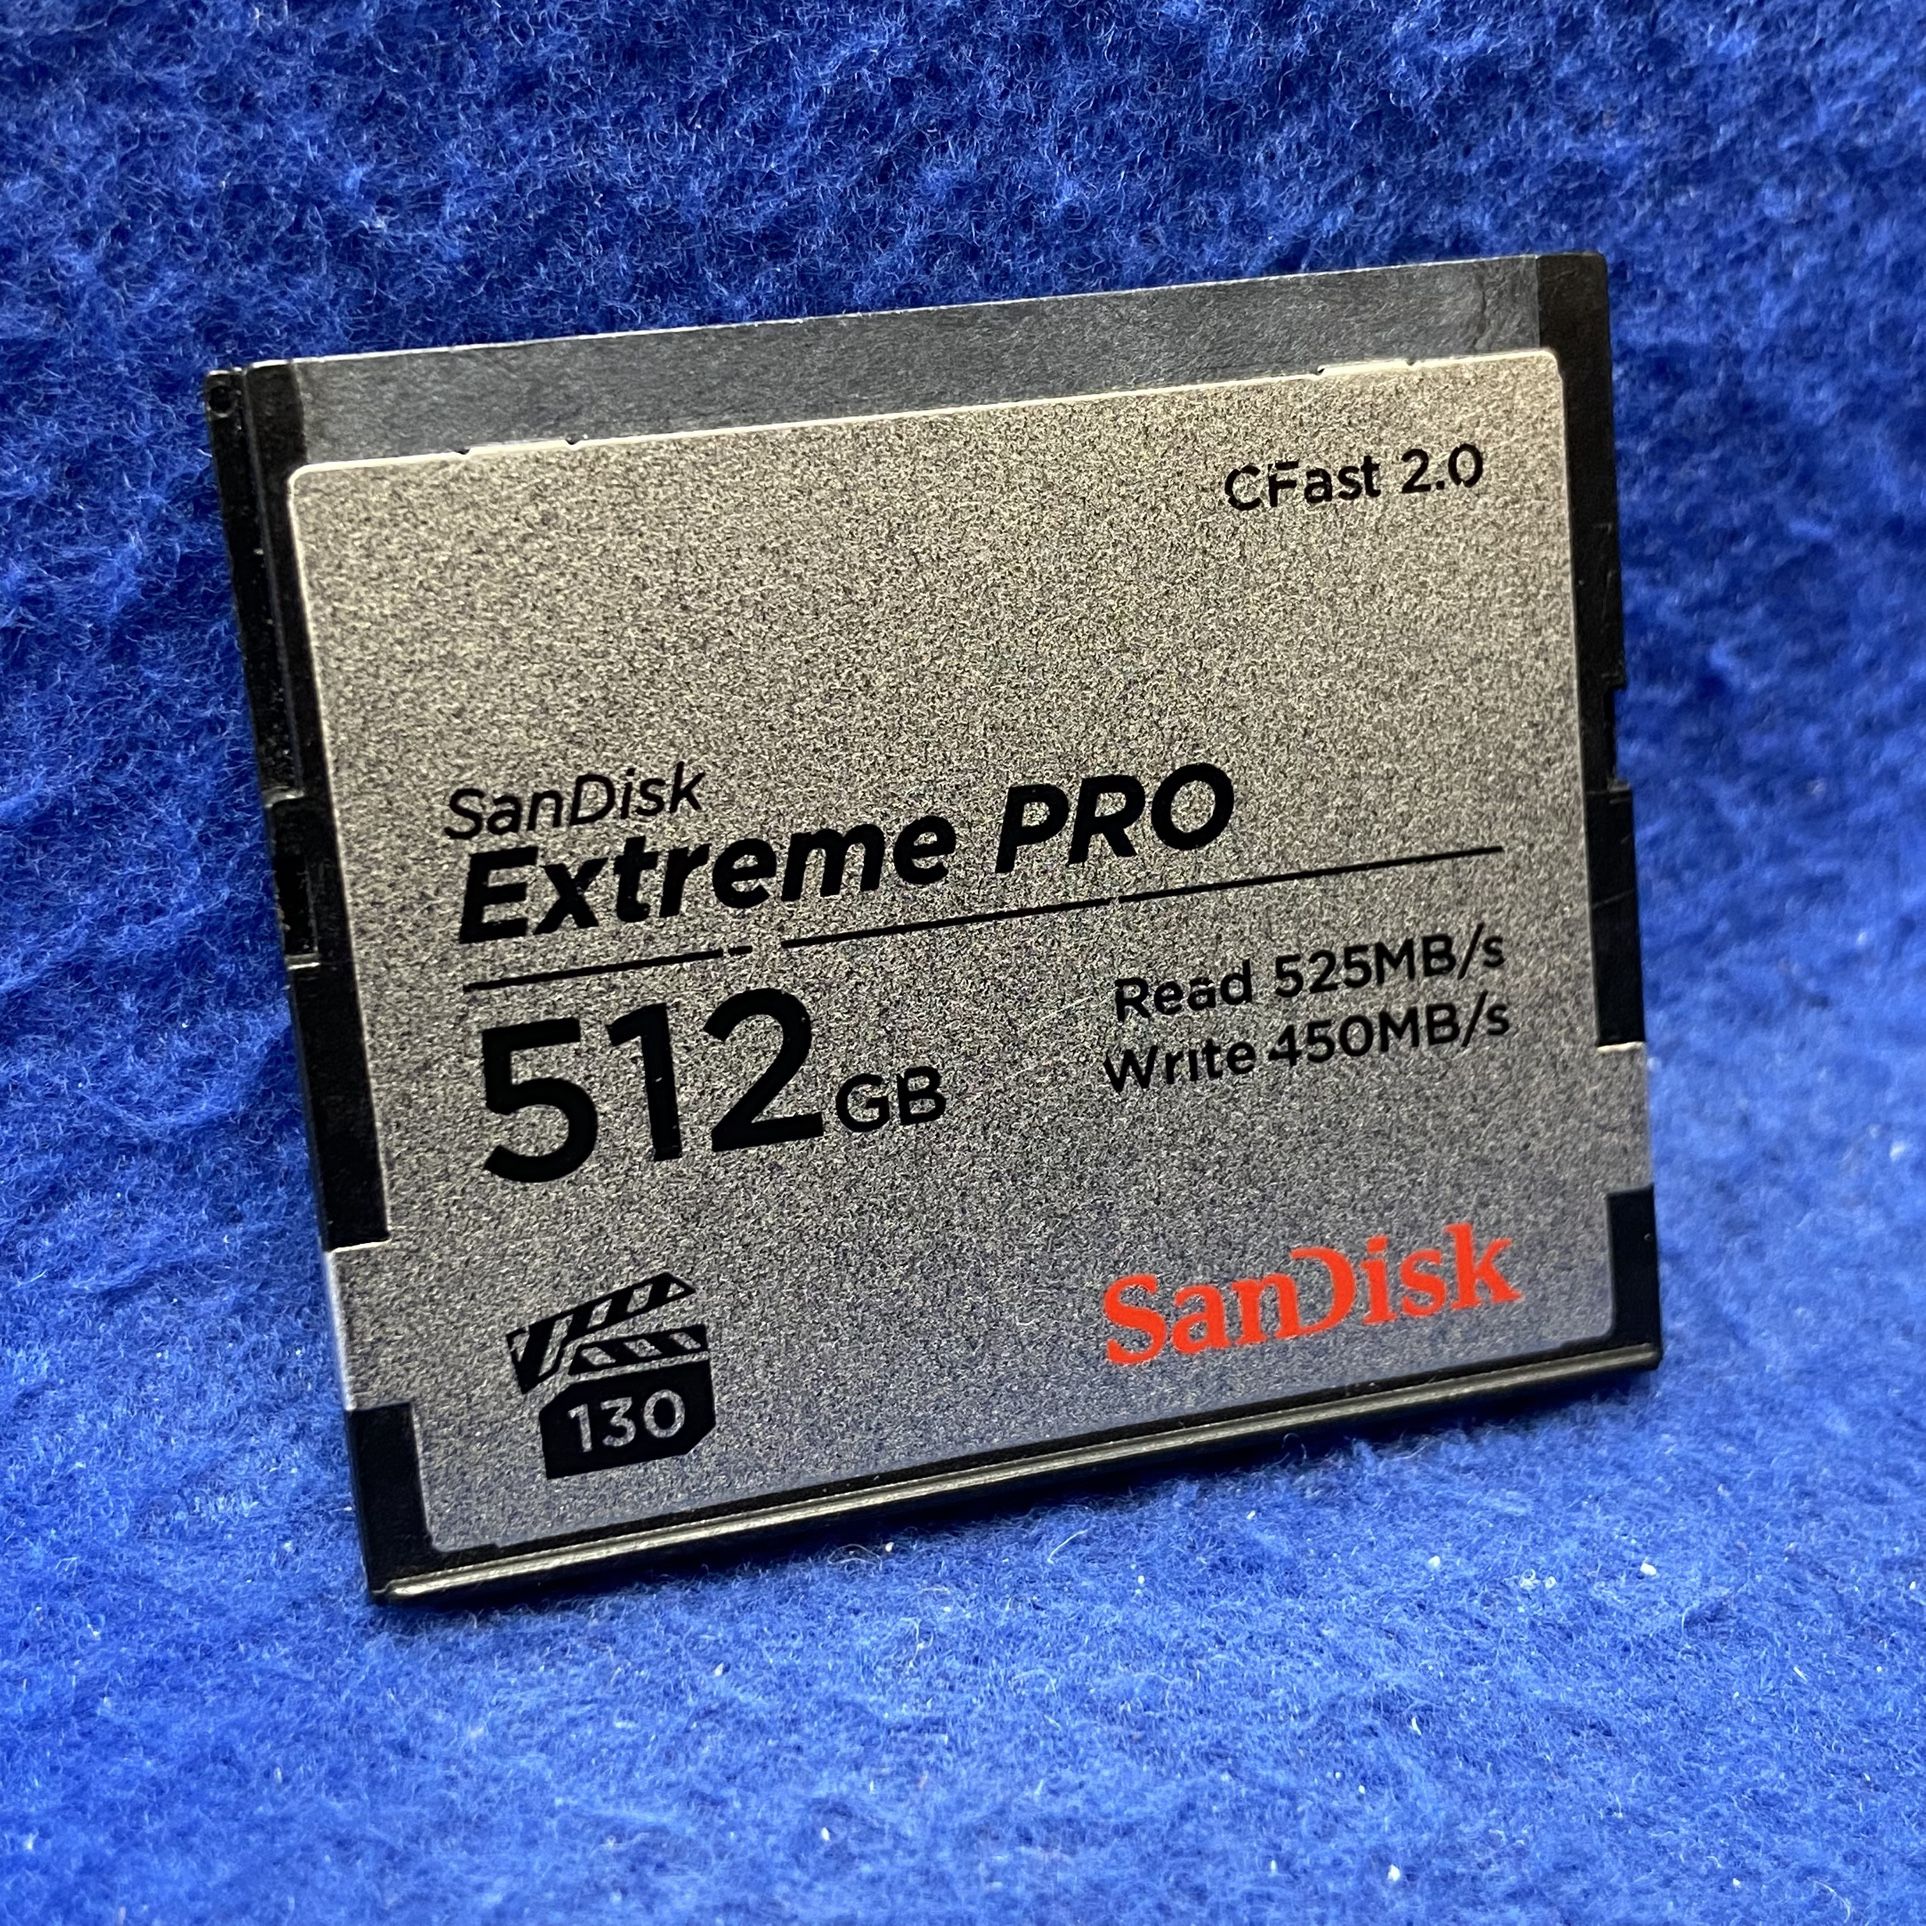 CFast 2.0
SanDisk
Extreme PRO
512GB
Read 525MB/s
Write 450MB/s
130
SanDisk